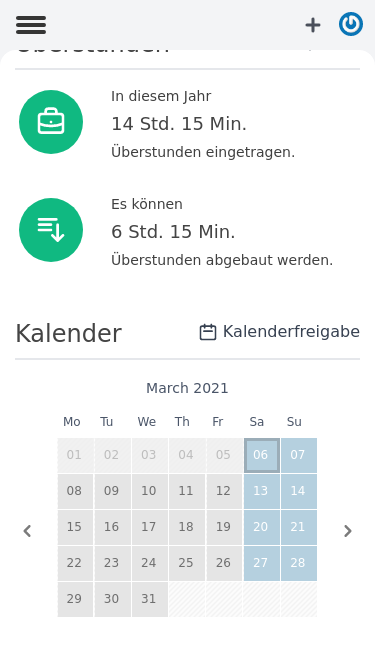 Überstunden
In diesem Jahr
14 Std. 15 Min.
Überstunden eingetragen.
Es können
6 Std. 15 Min.
Überstunden abgebaut werden.
Kalender
Kalenderfreigabe
March 2021
Mo Tu We Th Fr Sa Su
01 02 03 04 05 06 07
08 09 10 11 12 13 14
15 16 17 18 19 20 21
22 23 24 25 26 27 28
29 30 31